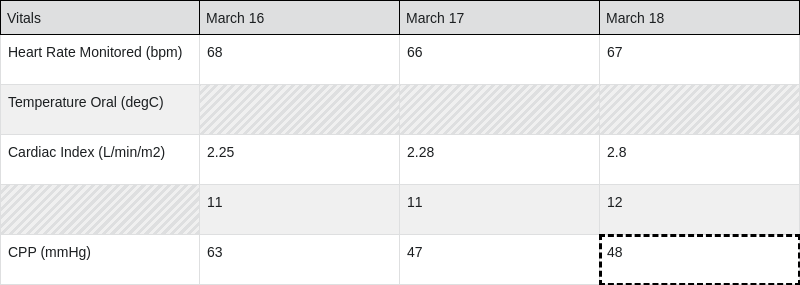 Vitals March 16 March 17 March 18
Heart Rate Monitored (bpm) 68 66 67
Temperature Oral (degC)
Cardiac Index (L/min/m2) 2.25 2.28 2.8
11 11 12
CPP (mmHg) 63 47 48